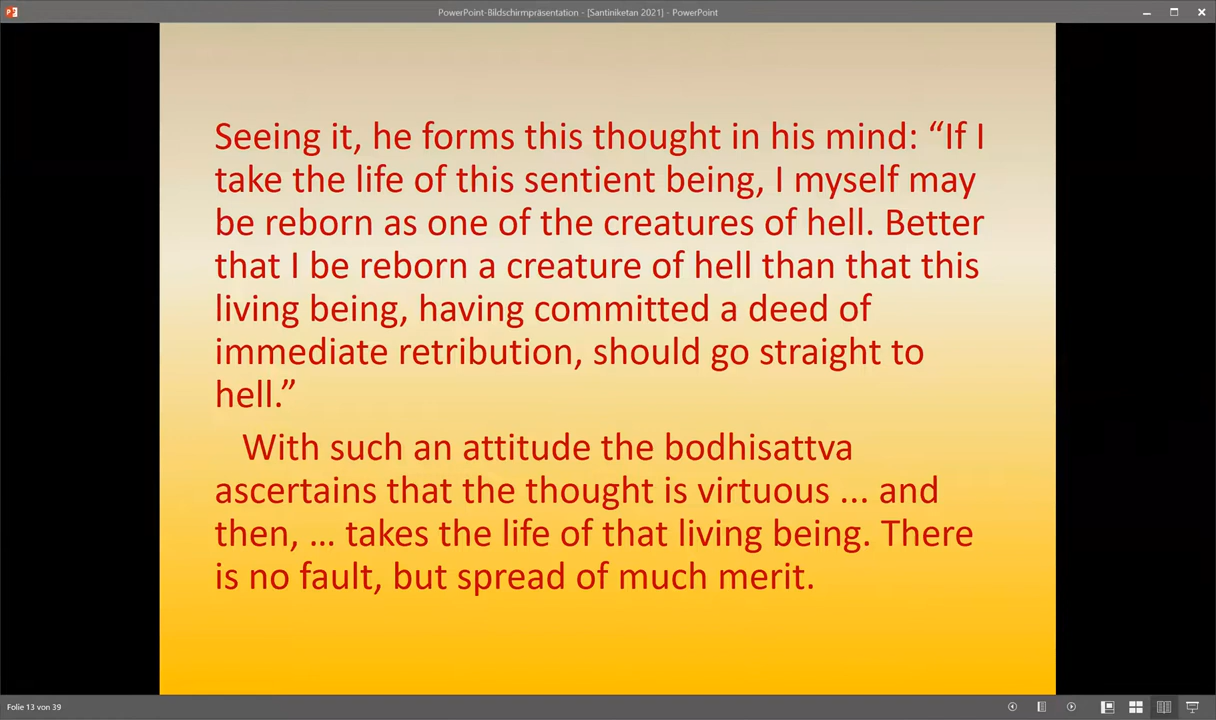 PowerPoint-Bildschirmpräsentation - [Santiniketan 2021] - PowerPoint
Seeing it, he forms this thought in his mind: “If I
take the life of this sentient being, I myself may
be reborn as one of the creatures of hell. Better
that I be reborn a creature of hell than that this
living being, having committed a deed of
immediate retribution, should go straight to
hell.”
With such an attitude the bodhisattva
ascertains that the thought is virtuous ... and
then, … takes the life of that living being. There
is no fault, but spread of much merit.
Folie 13 von 39